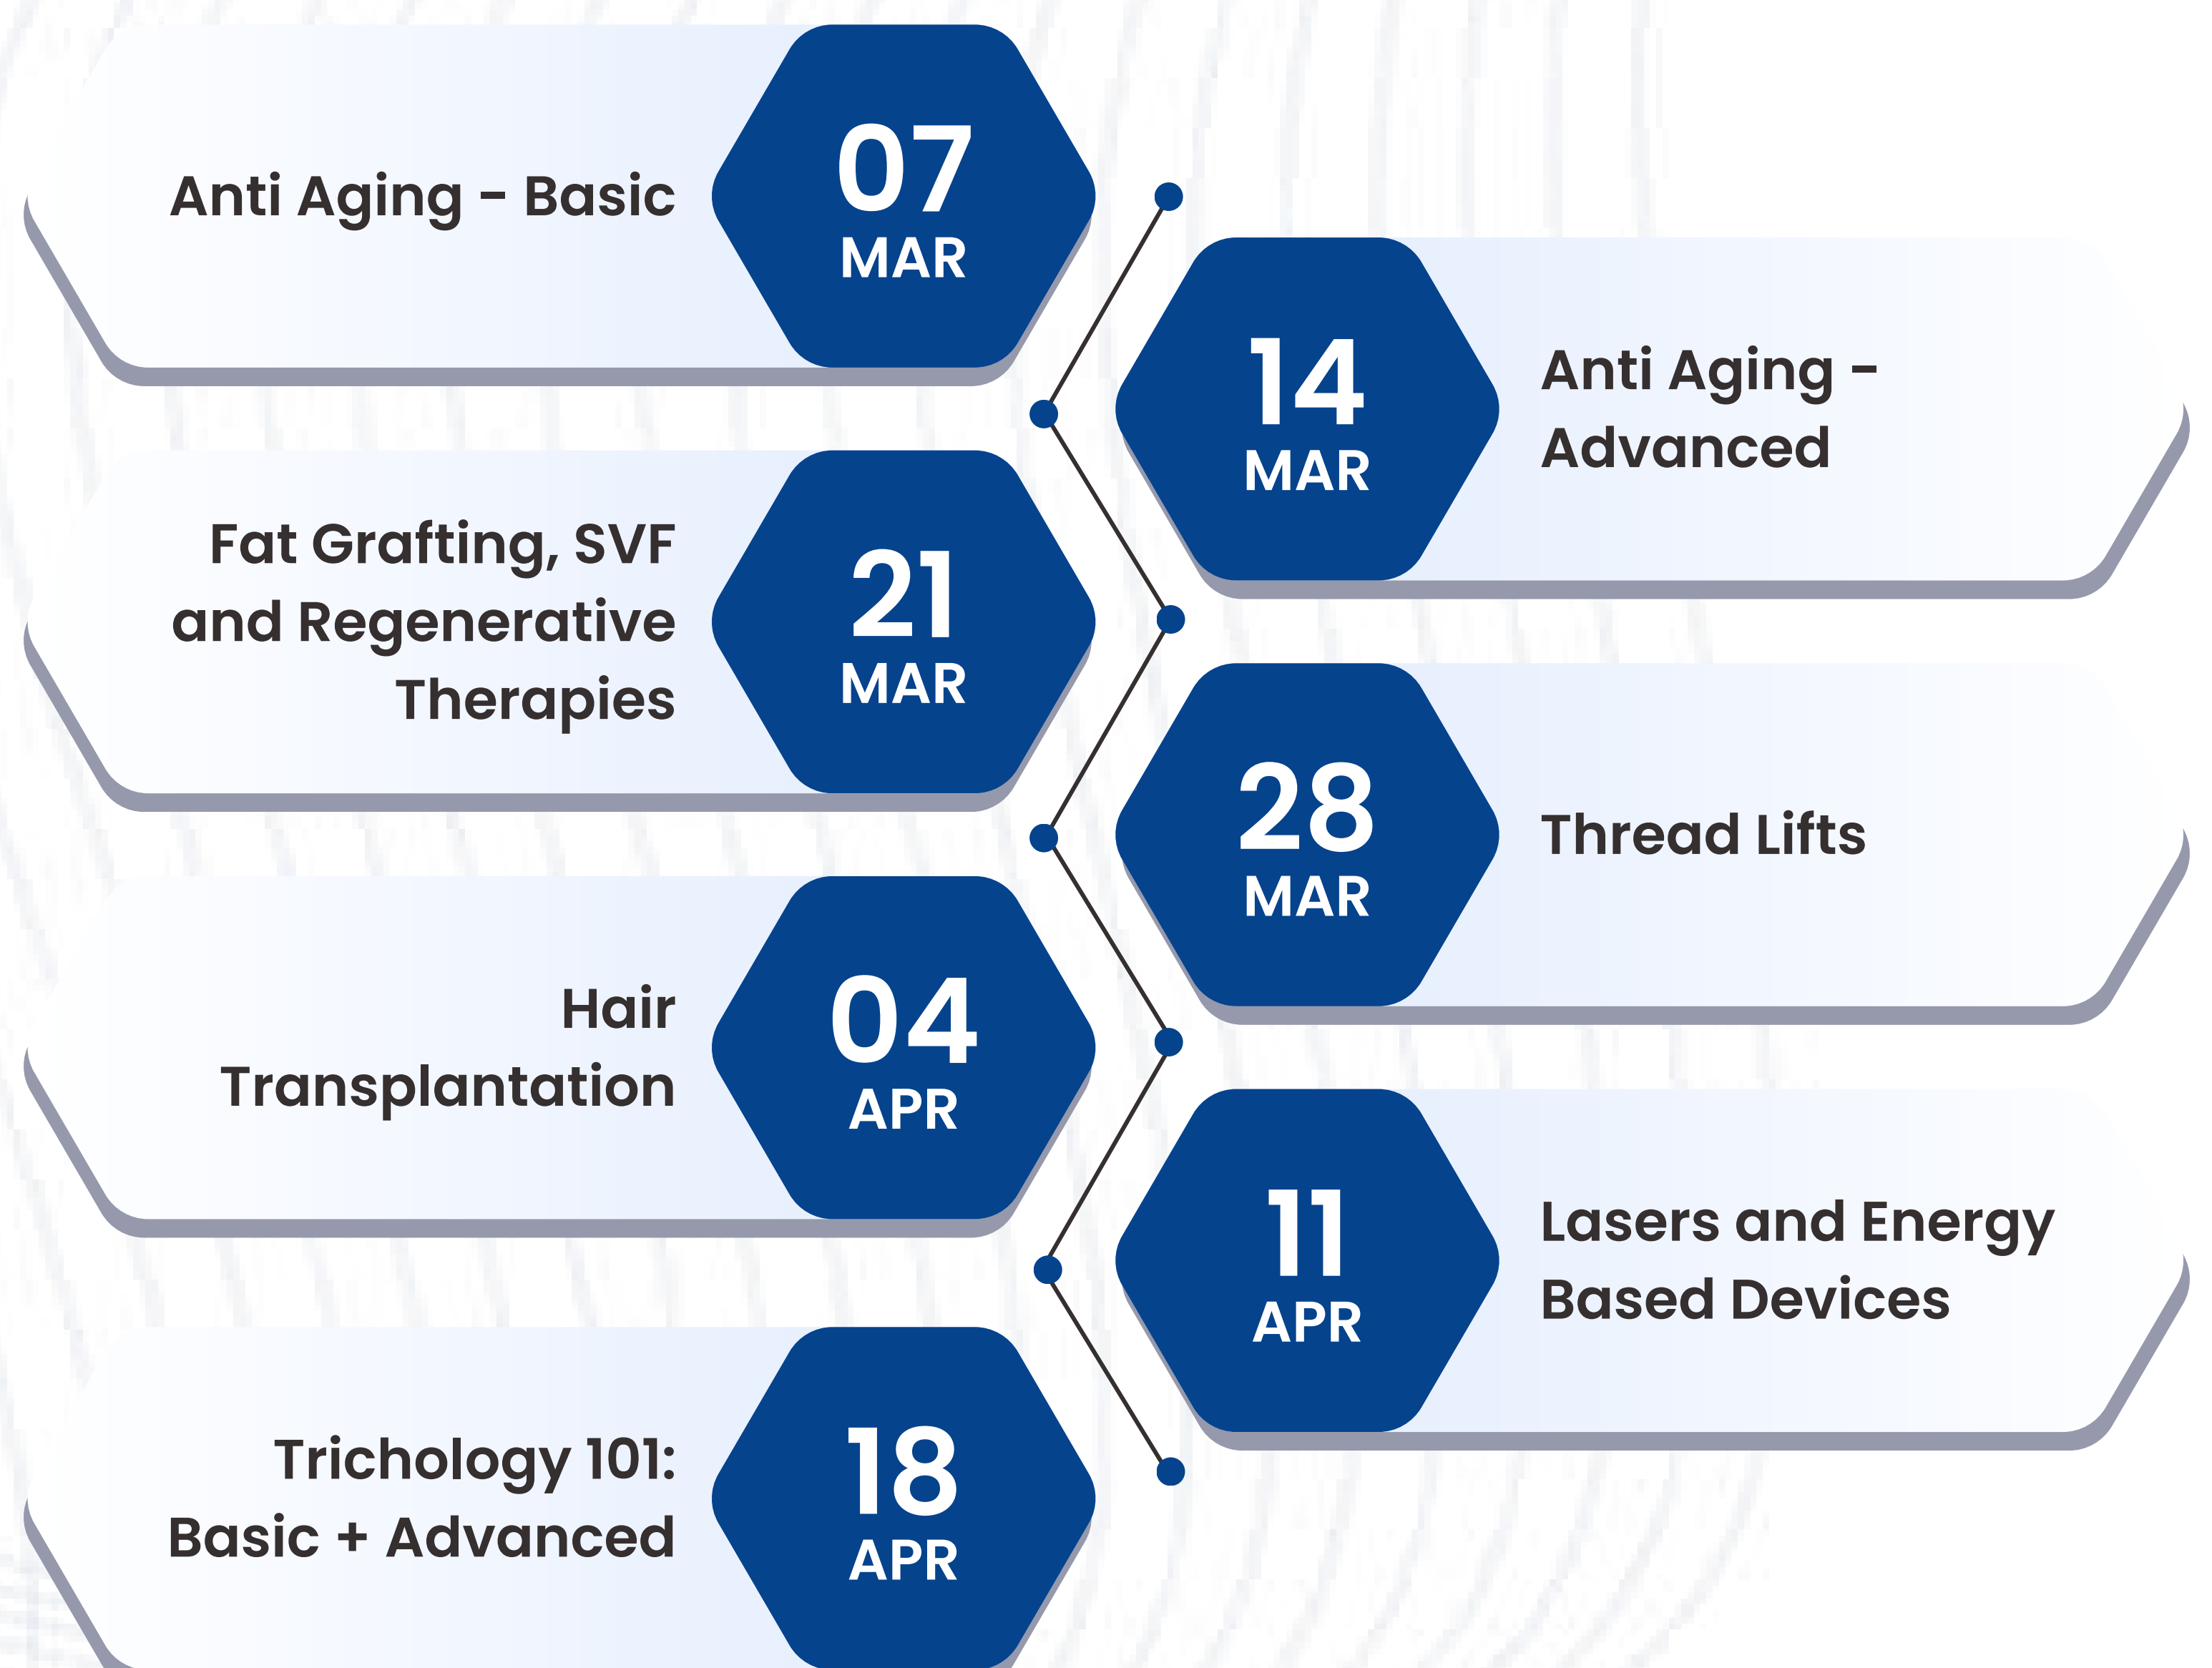 Anti Aging - Basic
07
MAR
14
MAR
Anti Aging -
Advanced
Fat Grafting, SVF
and Regenerative
Therapies
21
MAR
28
MAR
Thread Lifts
Hair
Transplantation
04
APR
11
APR
Lasers and Energy
Based Devices
Trichology 101:
Basic + Advanced
18
APR